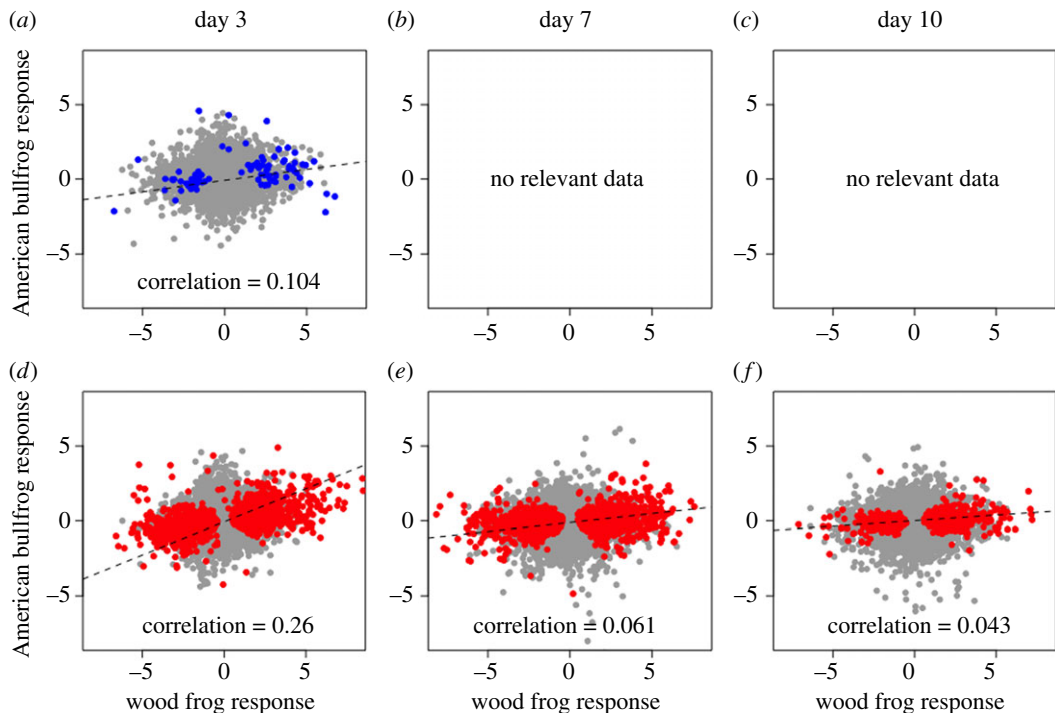 (a) day 3
(b) day 7
(c) day 10
American bullfrog response
5
0
–5
correlation = 0.104
–5 0 5
5
0
–5
no relevant data
–5 0 5
5
0
–5
no relevant data
–5 0 5
(d)
American bullfrog response
5
0
–5
correlation = 0.26
–5 0 5
wood frog response
(e)
5
0
–5
correlation = 0.061
–5 0 5
wood frog response
(f)
5
0
–5
correlation = 0.043
–5 0 5
wood frog response